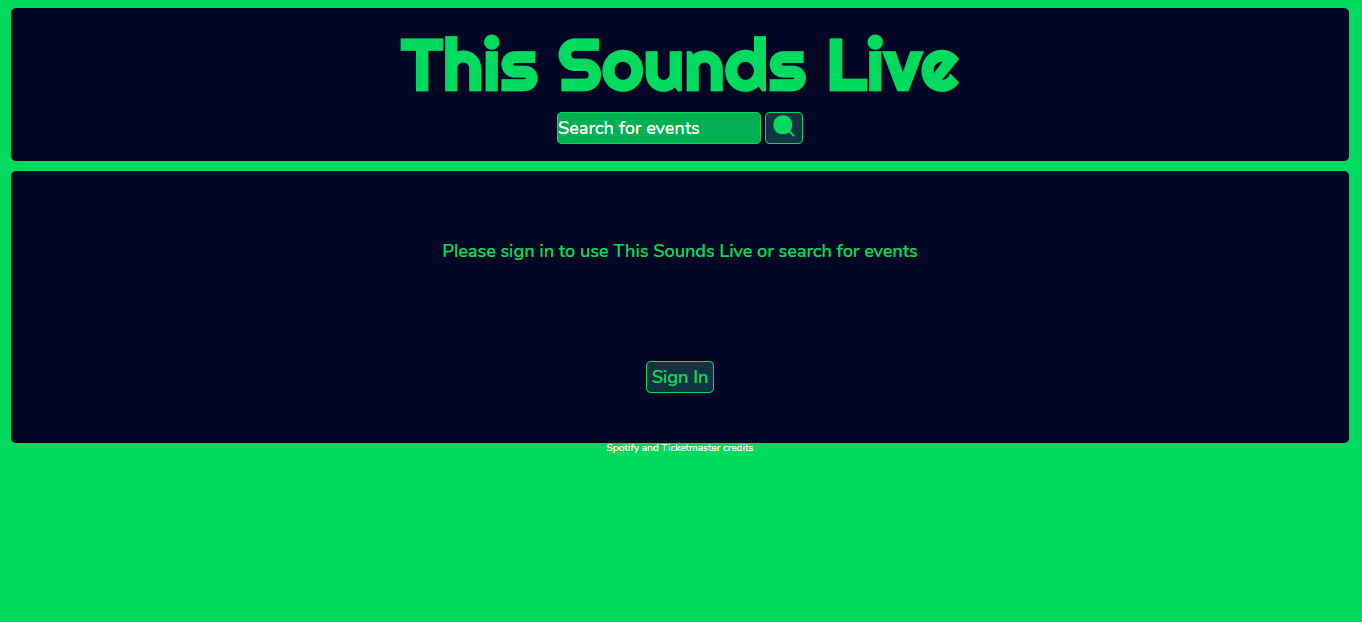 This Sounds Live
Search for events
Please sign in to use This Sounds Live or search for events
Sign In
Spotify and Ticketmaster credits